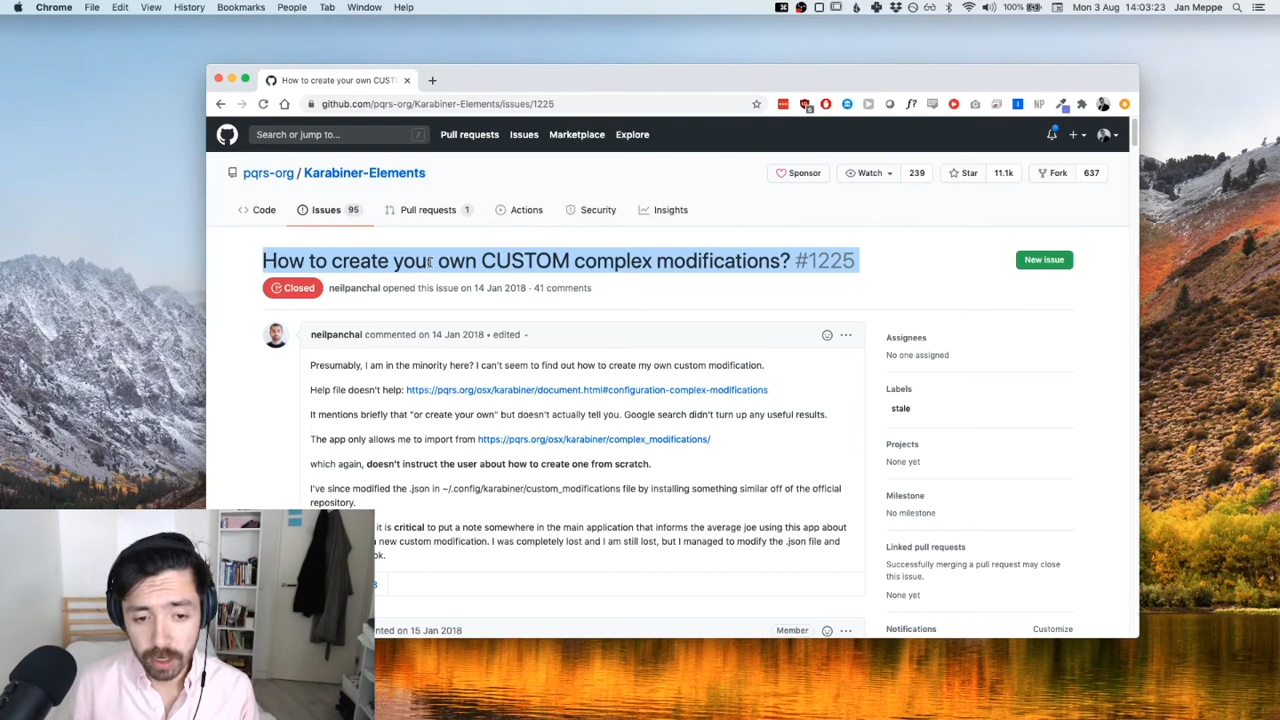 Chrome File Edit View History Bookmarks People Tab Window Help 100% Mon 3 Aug 14:03:23 Jan Meppe
How to create your own CUST
github.com/pqrs-org/Karabiner-Elements/issues/1225
Search or jump to... / Pull requests Issues Marketplace Explore
pqrs-org / Karabiner-Elements Sponsor Watch 239 Star 11.1k Fork 637
Code Issues 95 Pull requests 1 Actions Security Insights
How to create your own CUSTOM complex modifications? #1225 New issue
Closed neilpanchal opened this issue on 14 Jan 2018 · 41 comments
neilpanchal commented on 14 Jan 2018 • edited
Presumably, I am in the minority here? I can't seem to find out how to create my own custom modification.
Help file doesn't help: https://pqrs.org/osx/karabiner/document.html#configuration-complex-modifications
It mentions briefly that "or create your own" but doesn't actually tell you. Google search didn't turn up any useful results.
The app only allows me to import from https://pqrs.org/osx/karabiner/complex_modifications/
which again, doesn't instruct the user about how to create one from scratch.
I've since modified the .json in ~/.config/karabiner/custom_modifications file by installing something similar off of the official
repository.
it is critical to put a note somewhere in the main application that informs the average joe using this app about
new custom modification. I was completely lost and I am still lost, but I managed to modify the .json file and
on 15 Jan 2018 Member
Assignees
No one assigned
Labels
stale
Projects
None yet
Milestone
No milestone
Linked pull requests
Successfully merging a pull request may close
this issue.
None yet
Notifications Customize